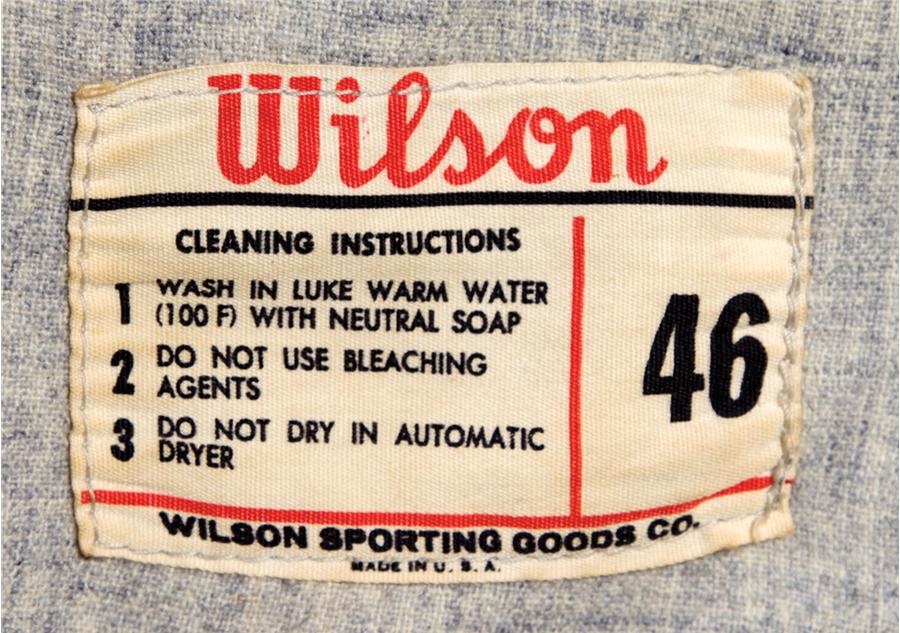 Wilson
CLEANING INSTRUCTIONS
1 WASH IN LUKE WARM WATER
(100 F) WITH NEUTRAL SOAP
2 DO NOT USE BLEACHING
AGENTS
3 DO NOT DRY IN AUTOMATIC
DRYER
46
WILSON SPORTING GOODS CO.
MADE IN U. S. A.